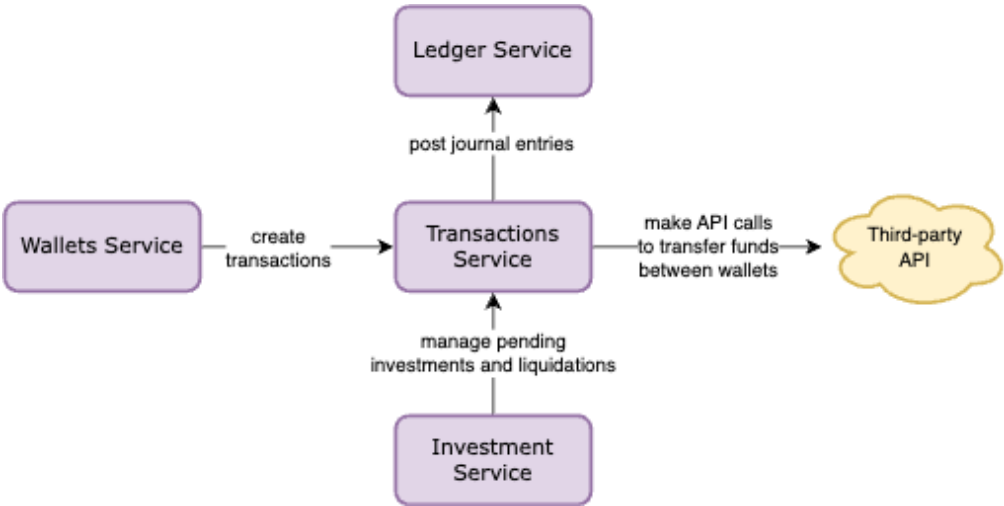 Ledger Service
post journal entries
Wallets Service
create
transactions
Transactions
Service
make API calls
to transfer funds
between wallets
Third-party
API
manage pending
investments and liquidations
Investment
Service